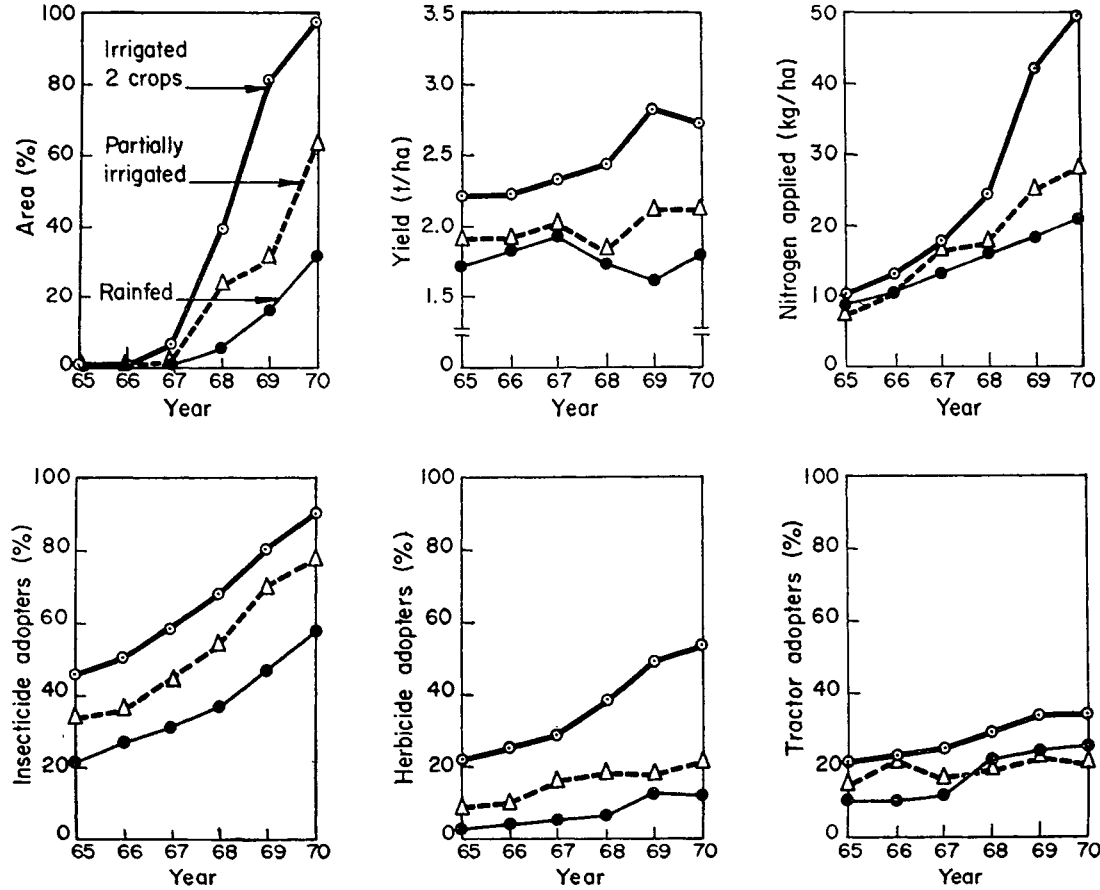 100
80
60
40
20
0
Area (%)
Irrigated
2 crops
Partially
irrigated
Rainfed
65 66 67 68 69 70
Year
3.5
3.0
2.5
2.0
1.5
0
Yield (t/ha)
65 66 67 68 69 70
Year
50
40
30
20
10
0
Nitrogen applied (kg/ha)
65 66 67 68 69 70
Year
100
80
60
40
20
0
Insecticide adopters (%)
65 66 67 68 69 70
Year
100
80
60
40
20
0
Herbicide adopters (%)
65 66 67 68 69 70
Year
100
80
60
40
20
0
Tractor adopters (%)
65 66 67 68 69 70
Year